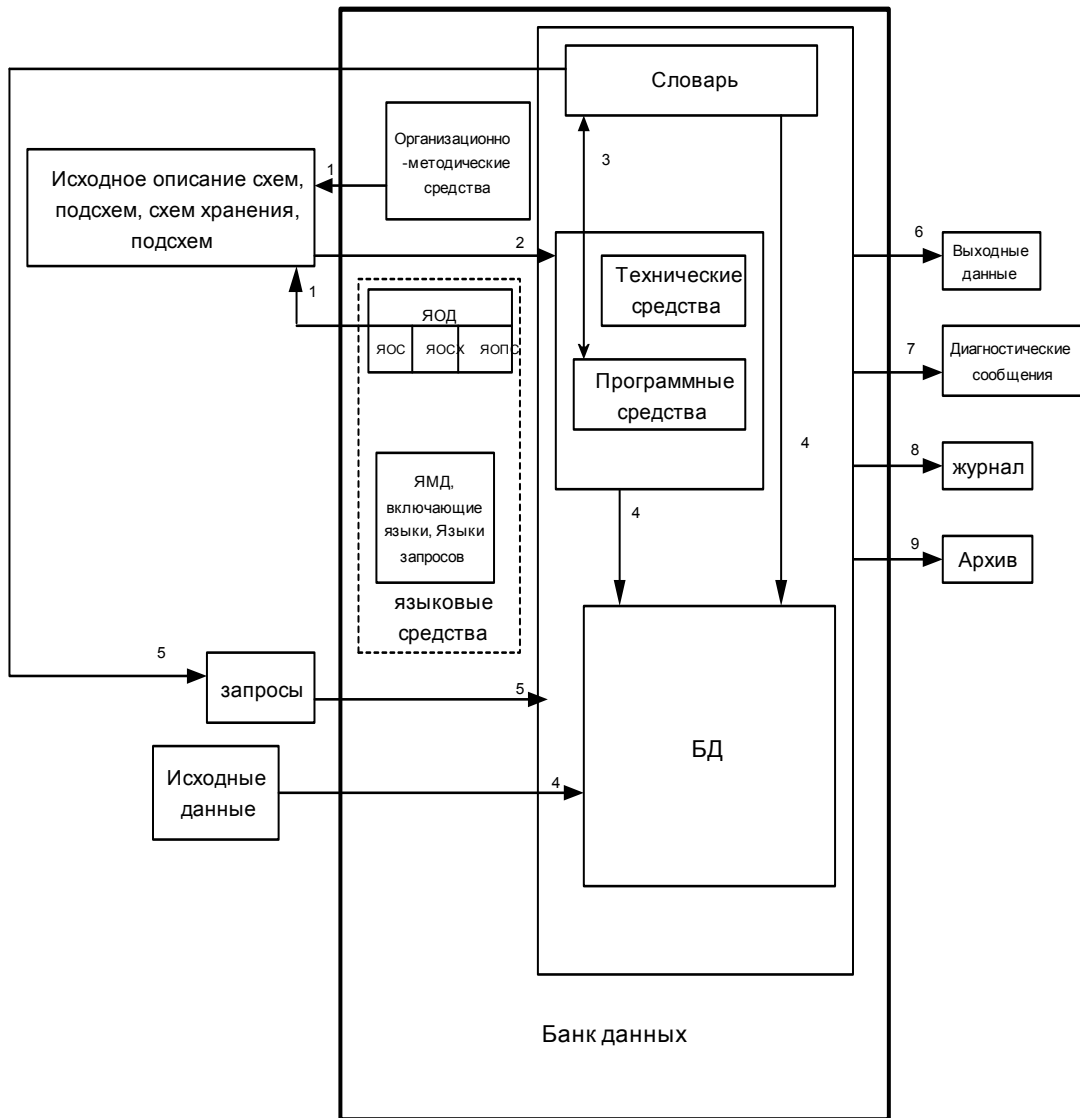 Словарь
Организационно
-методические
средства
3
1
Исходное описание схем,
подсхем, схем хранения,
подсхем
2
6
Выходные
данные
Технические
средства
1
ЯОД
ЯОС
ЯОСХ
ЯОПС
7
Диагностические
сообщения
Программные
средства
4
8
журнал
ЯМД,
включающие
языки, Языки
запросов
4
9
Архив
языковые
средства
5
запросы
5
БД
Исходные
данные
4
Банк данных